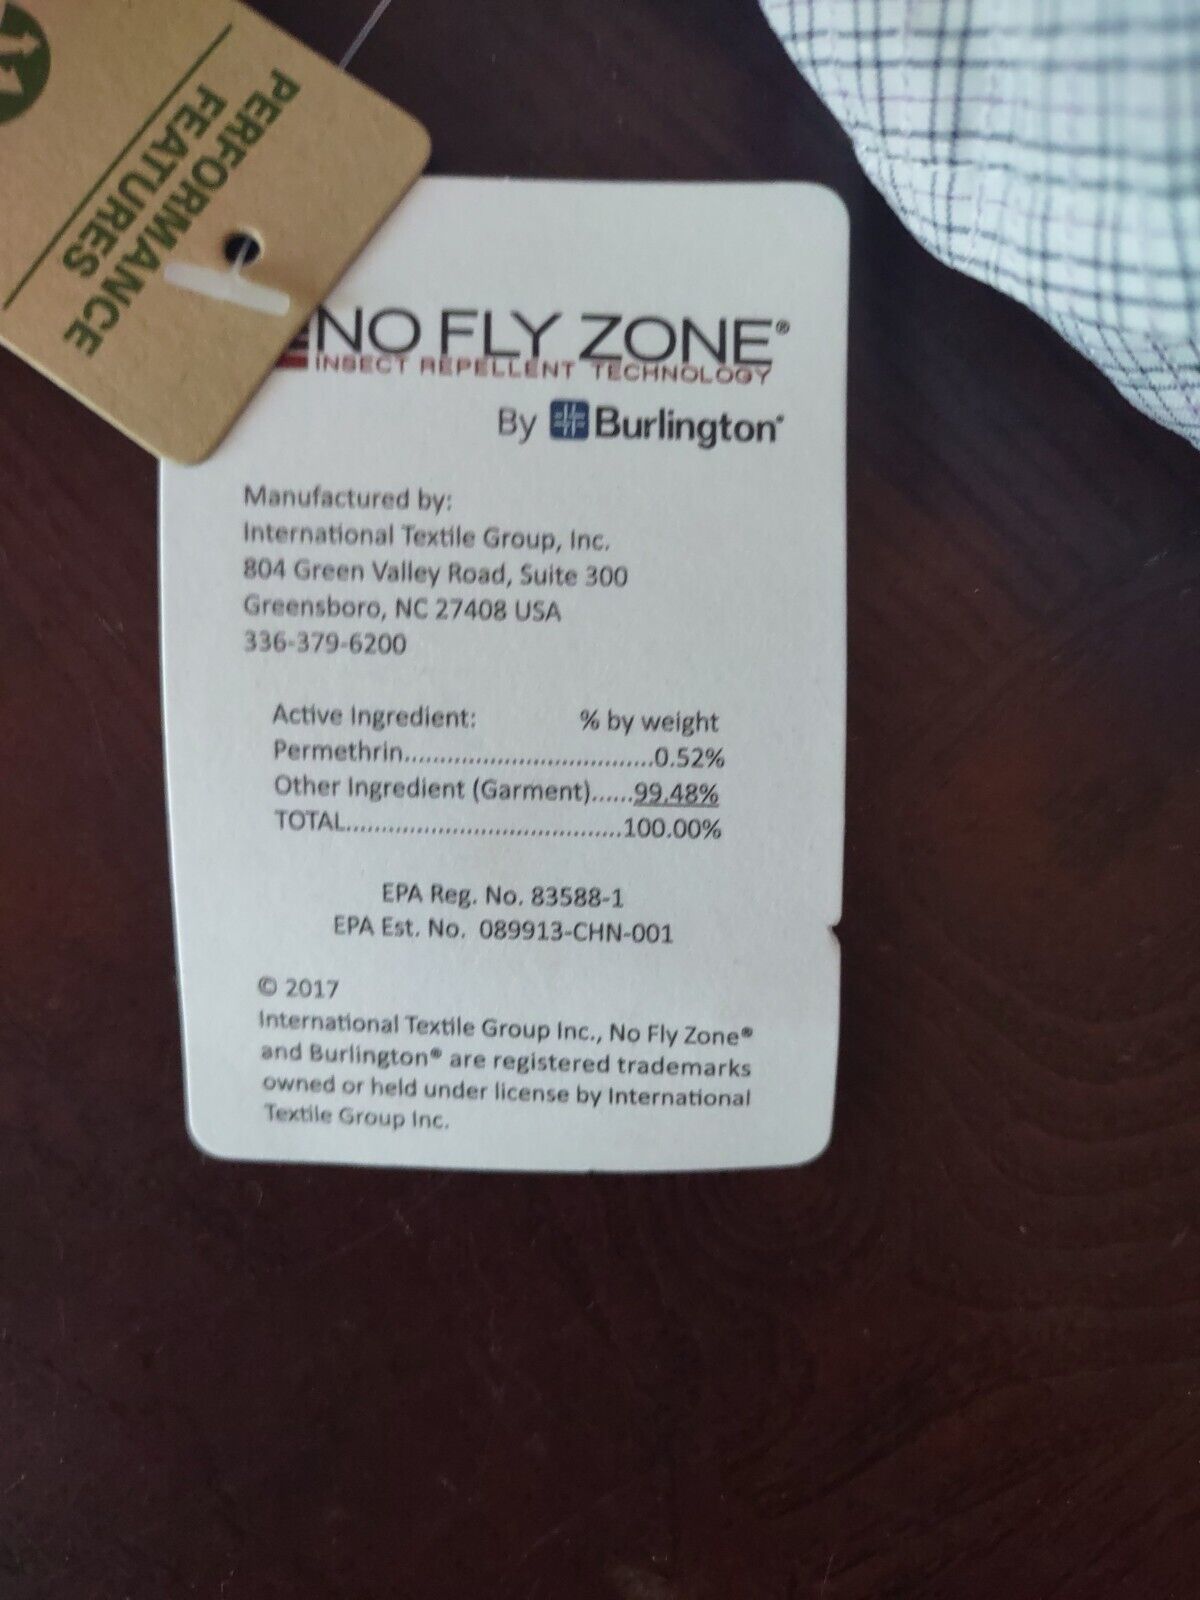 PERFORMANCE
FEATURES
NO FLY ZONE®
INSECT REPELLENT TECHNOLOGY
By Burlington®
Manufactured by:
International Textile Group, Inc.
804 Green Valley Road, Suite 300
Greensboro, NC 27408 USA
336-379-6200
Active Ingredient: % by weight
Permethrin...................................0.52%
Other Ingredient (Garment)......99.48%
TOTAL.......................................100.00%
EPA Reg. No. 83588-1
EPA Est. No. 089913-CHN-001
© 2017
International Textile Group Inc., No Fly Zone®
and Burlington® are registered trademarks
owned or held under license by International
Textile Group Inc.